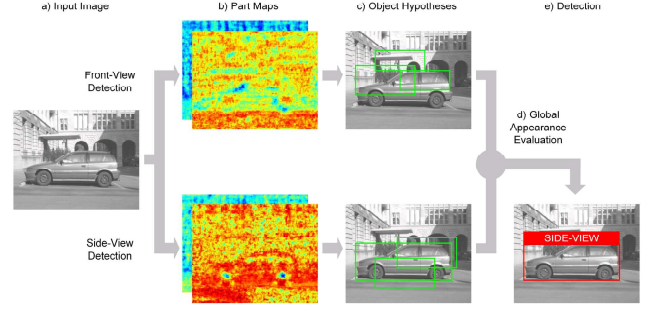 a) Input Image
b) Part Maps
c) Object Hypotheses
e) Detection
Front-View
Detection
d) Global
Appearance
Evaluation
Side-View
Detection
SIDE-VIEW